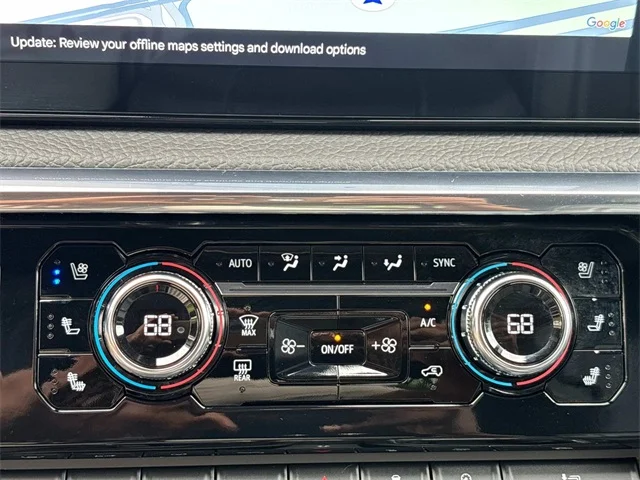 Google
Update: Review your offline maps settings and download options
AUTO
SYNC
68
MAX
ON/OFF
A/C
68
REAR